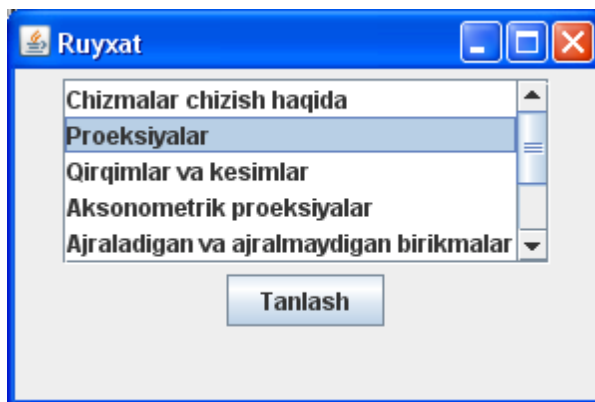 Ruyxat
Chizmalar chizish haqida
Proeksiyalar
Qirqimlar va kesimlar
Aksonometrik proeksiyalar
Ajraladigan va ajralmaydigan birikmalar
Tanlash